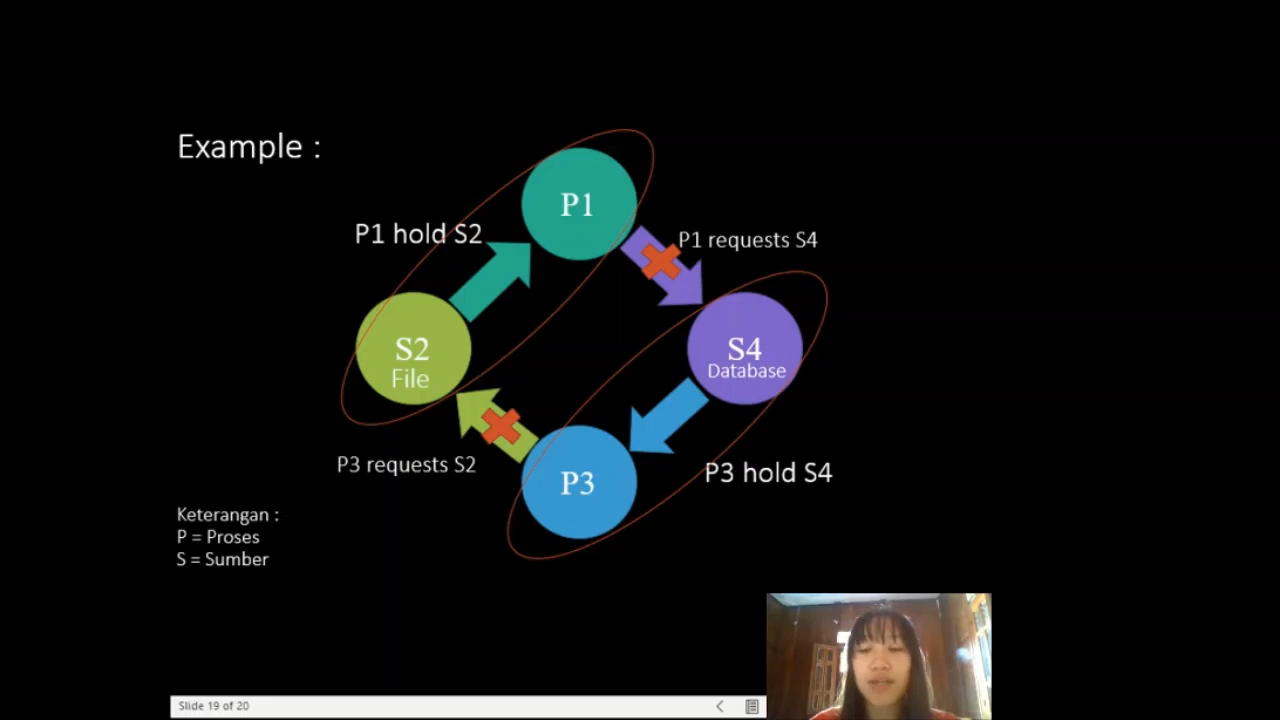 Example :
P1
P1 hold S2
P1 requests S4
S2
File
S4
Database
P3 requests S2
P3
P3 hold S4
Keterangan :
P = Proses
S = Sumber
Slide 19 of 20